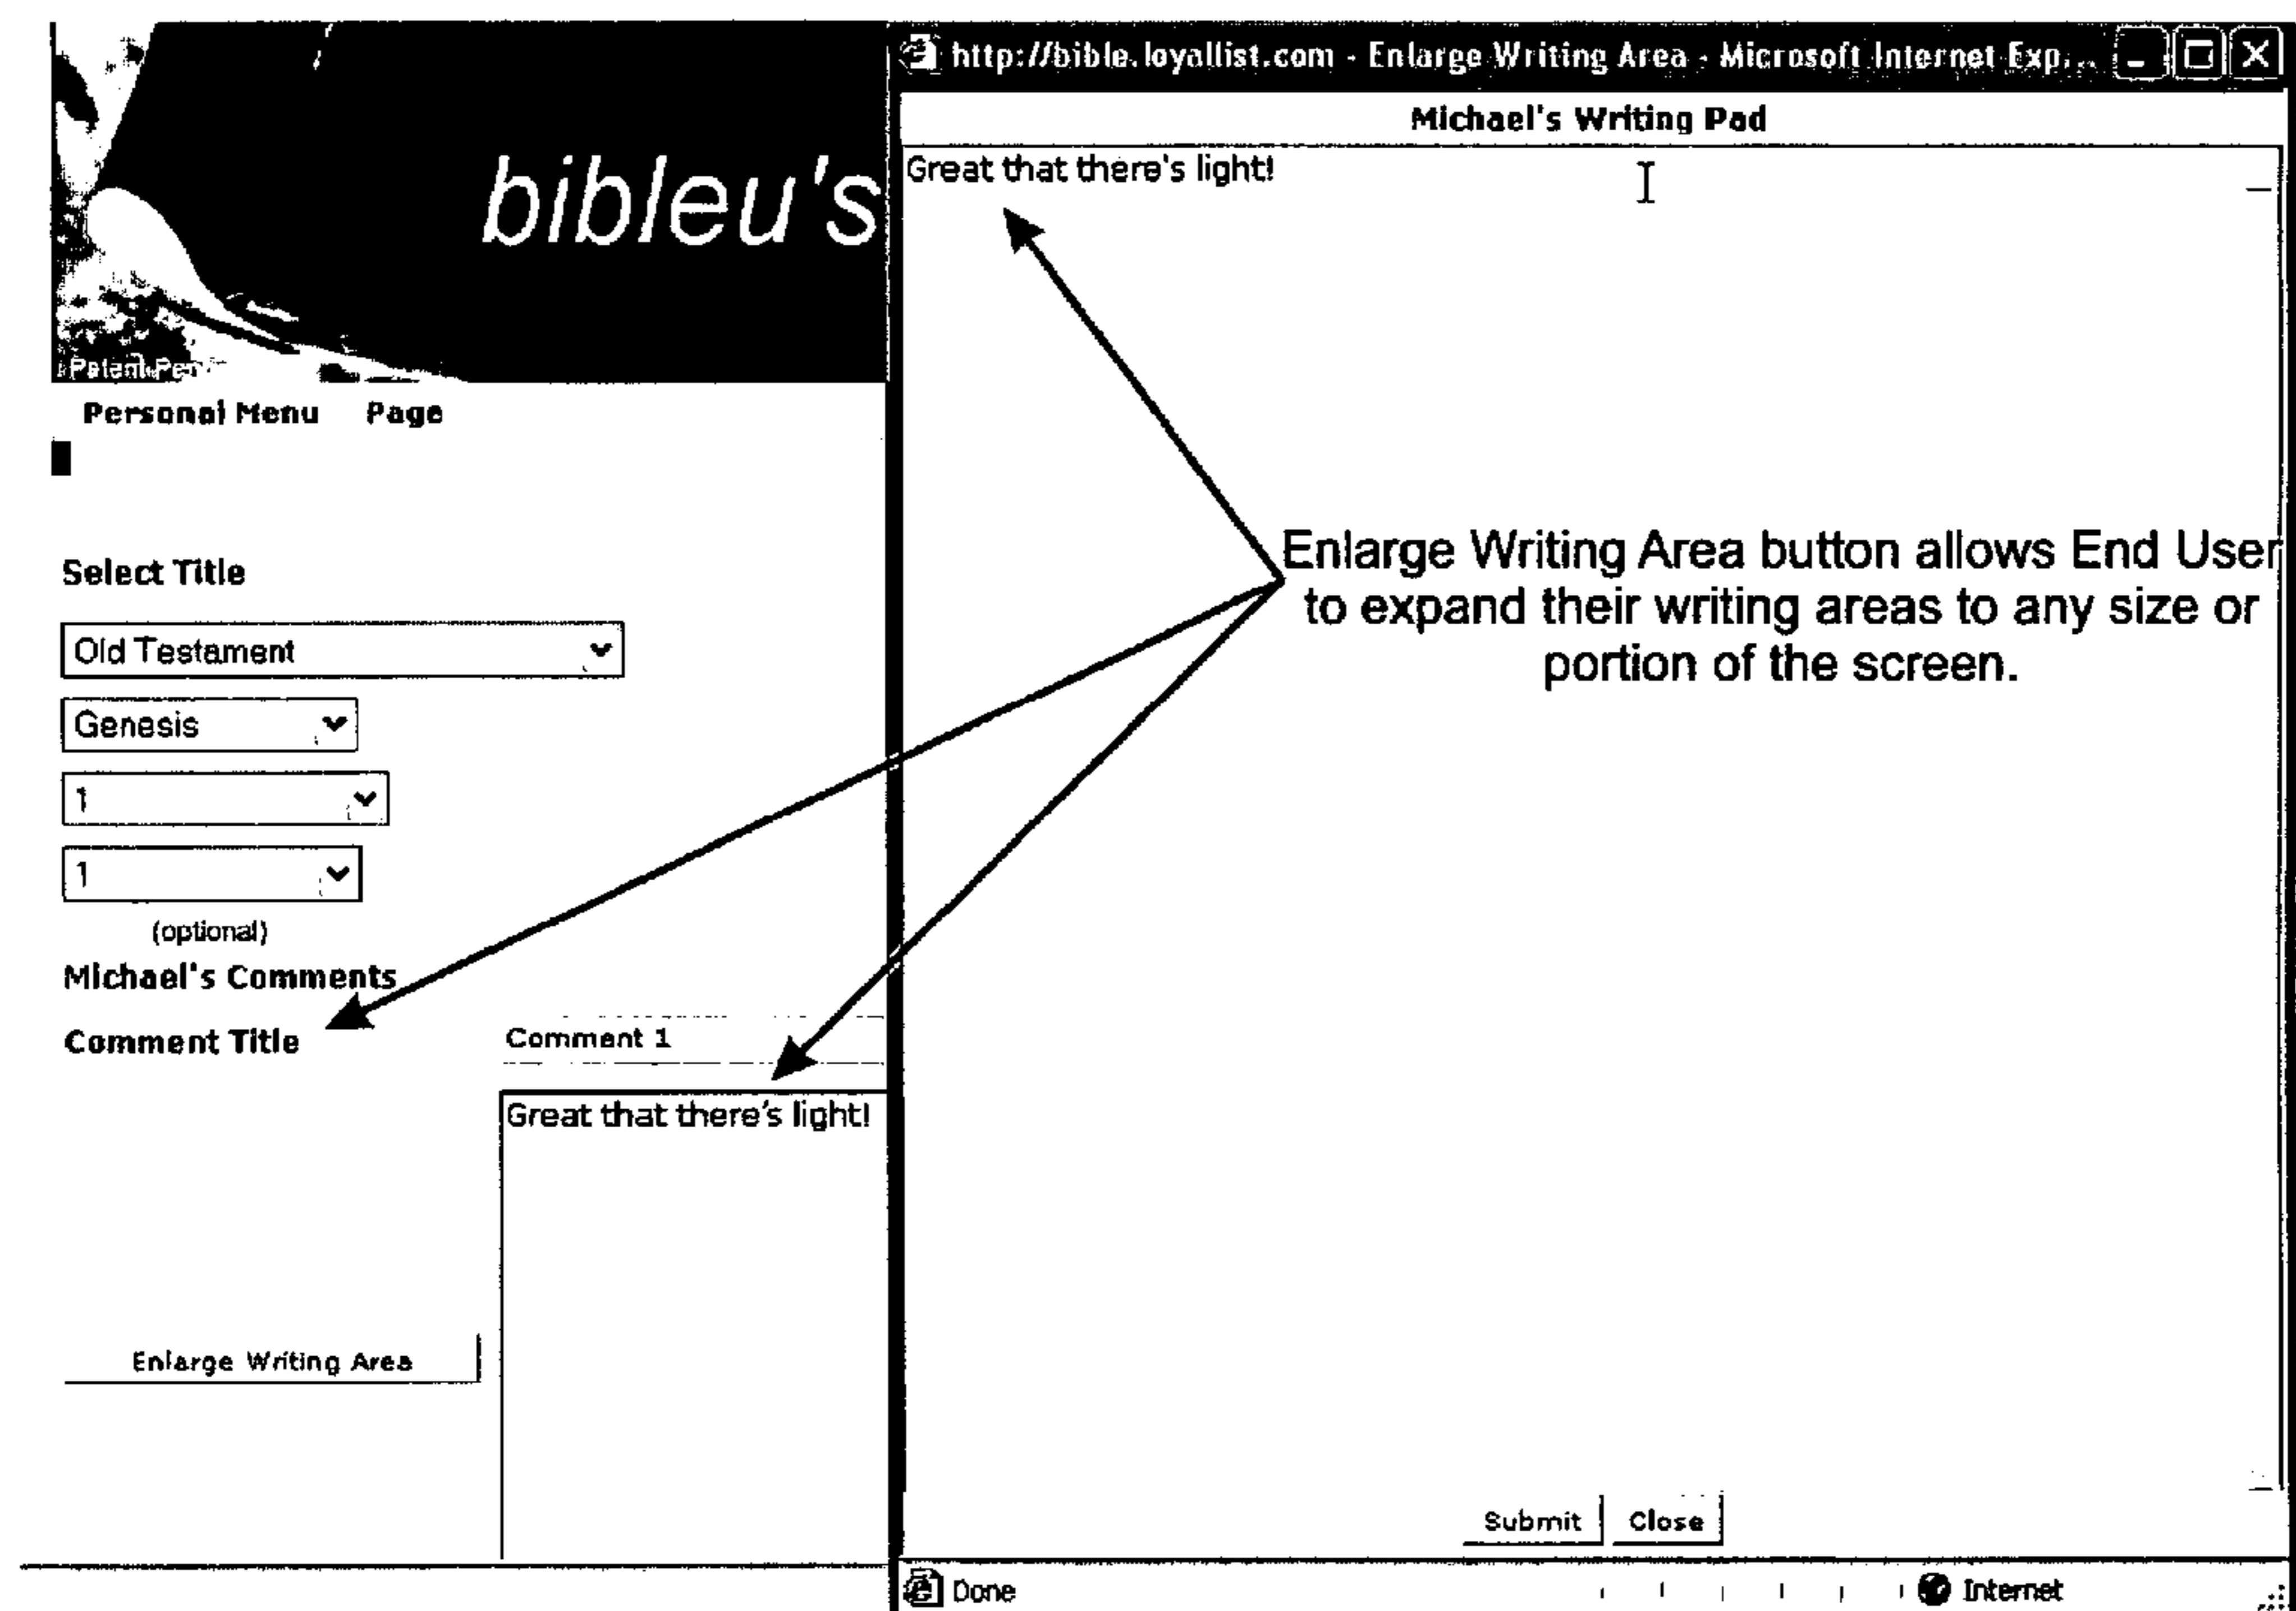 bibleu's
Patent Pen
Personal Menu Page
Select Title
Old Testament
Genesis
1
1
(optional)
Michael's Comments
Comment Title
Comment 1
Great that there's light!
Enlarge Writing Area
http://bible.loyallist.com - Enlarge Writing Area - Microsoft Internet Exp...
Michael's Writing Pad
Great that there's light!
Enlarge Writing Area button allows End User
to expand their writing areas to any size or
portion of the screen.
Submit Close
Done Internet